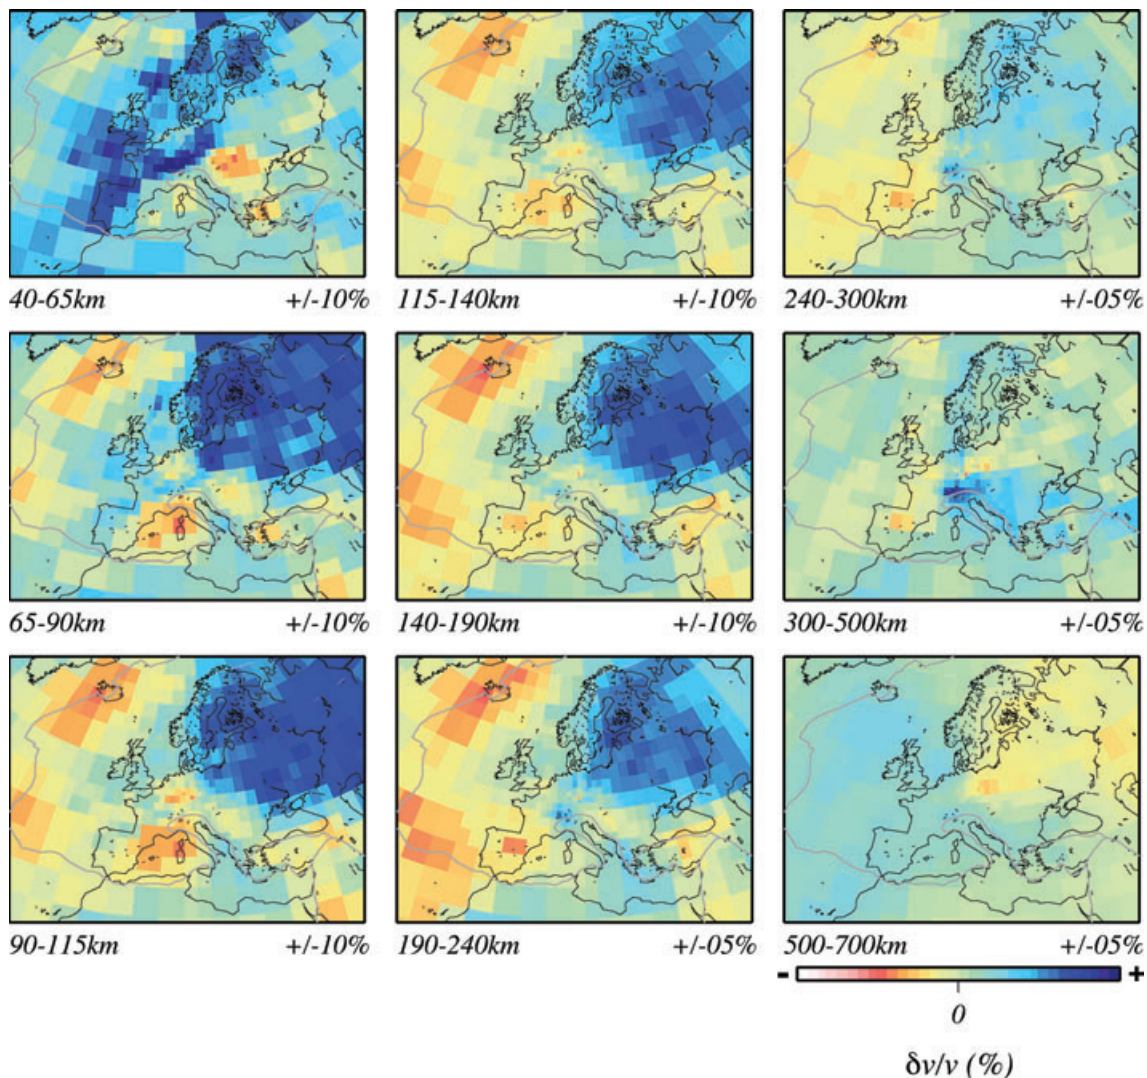 40-65km +/-10%
115-140km +/-10%
240-300km +/-05%
65-90km +/-10%
140-190km +/-10%
300-500km +/-05%
90-115km +/-10%
190-240km +/-05%
500-700km +/-05%
- +
0
δv/v (%)